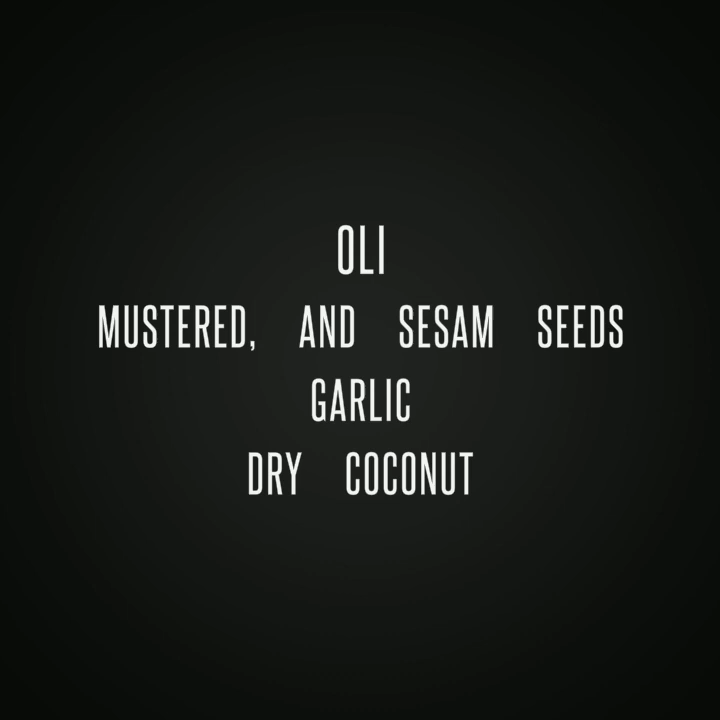 OLI
MUSTERED, AND SESAM SEEDS
GARLIC
DRY COCONUT